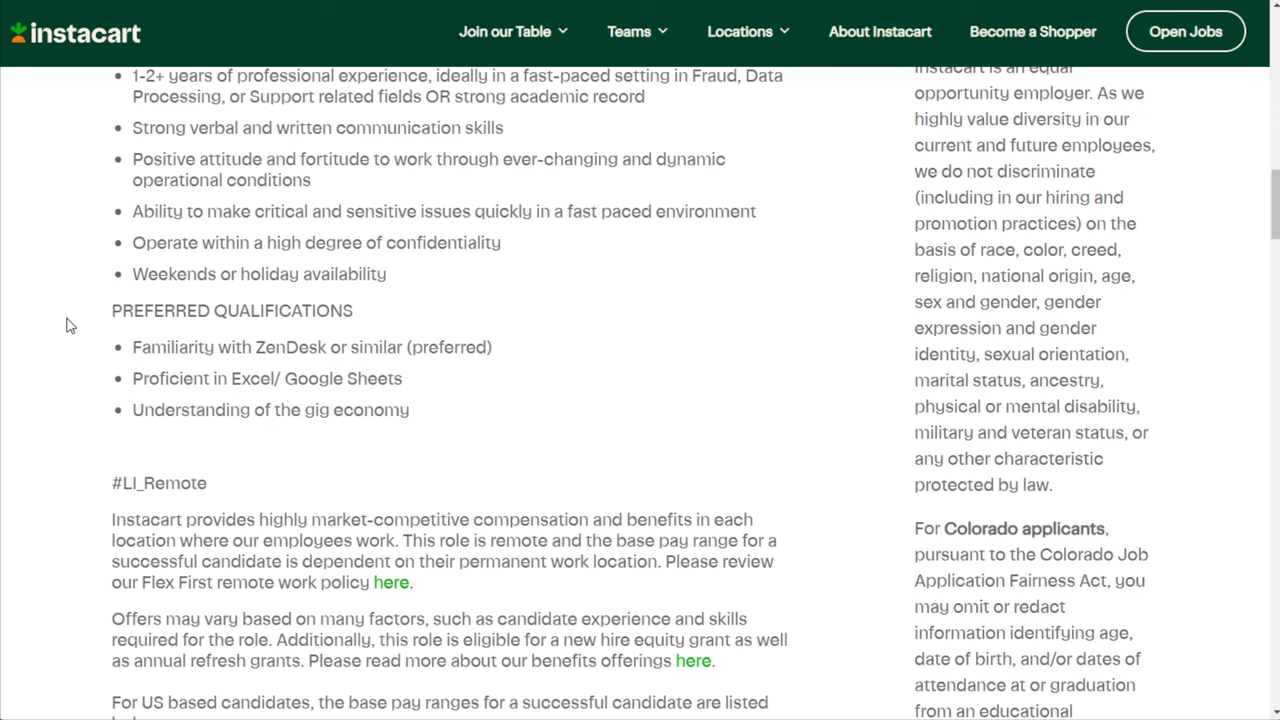 instacart
Join our Table
Teams
Locations
About Instacart
Become a Shopper
Open Jobs
1-2+ years of professional experience, ideally in a fast-paced setting in Fraud, Data
Processing, or Support related fields OR strong academic record
Strong verbal and written communication skills
Positive attitude and fortitude to work through ever-changing and dynamic
operational conditions
Ability to make critical and sensitive issues quickly in a fast paced environment
Operate within a high degree of confidentiality
Weekends or holiday availability
PREFERRED QUALIFICATIONS
Familiarity with ZenDesk or similar (preferred)
Proficient in Excel/ Google Sheets
Understanding of the gig economy
#LI_Remote
Instacart provides highly market-competitive compensation and benefits in each
location where our employees work. This role is remote and the base pay range for a
successful candidate is dependent on their permanent work location. Please review
our Flex First remote work policy here.
Offers may vary based on many factors, such as candidate experience and skills
required for the role. Additionally, this role is eligible for a new hire equity grant as well
as annual refresh grants. Please read more about our benefits offerings here.
For US based candidates, the base pay ranges for a successful candidate are listed
Instacart is an equal
opportunity employer. As we
highly value diversity in our
current and future employees,
we do not discriminate
(including in our hiring and
promotion practices) on the
basis of race, color, creed,
religion, national origin, age,
sex and gender, gender
expression and gender
identity, sexual orientation,
marital status, ancestry,
physical or mental disability,
military and veteran status, or
any other characteristic
protected by law.
For Colorado applicants,
pursuant to the Colorado Job
Application Fairness Act, you
may omit or redact
information identifying age,
date of birth, and/or dates of
attendance at or graduation
from an educational